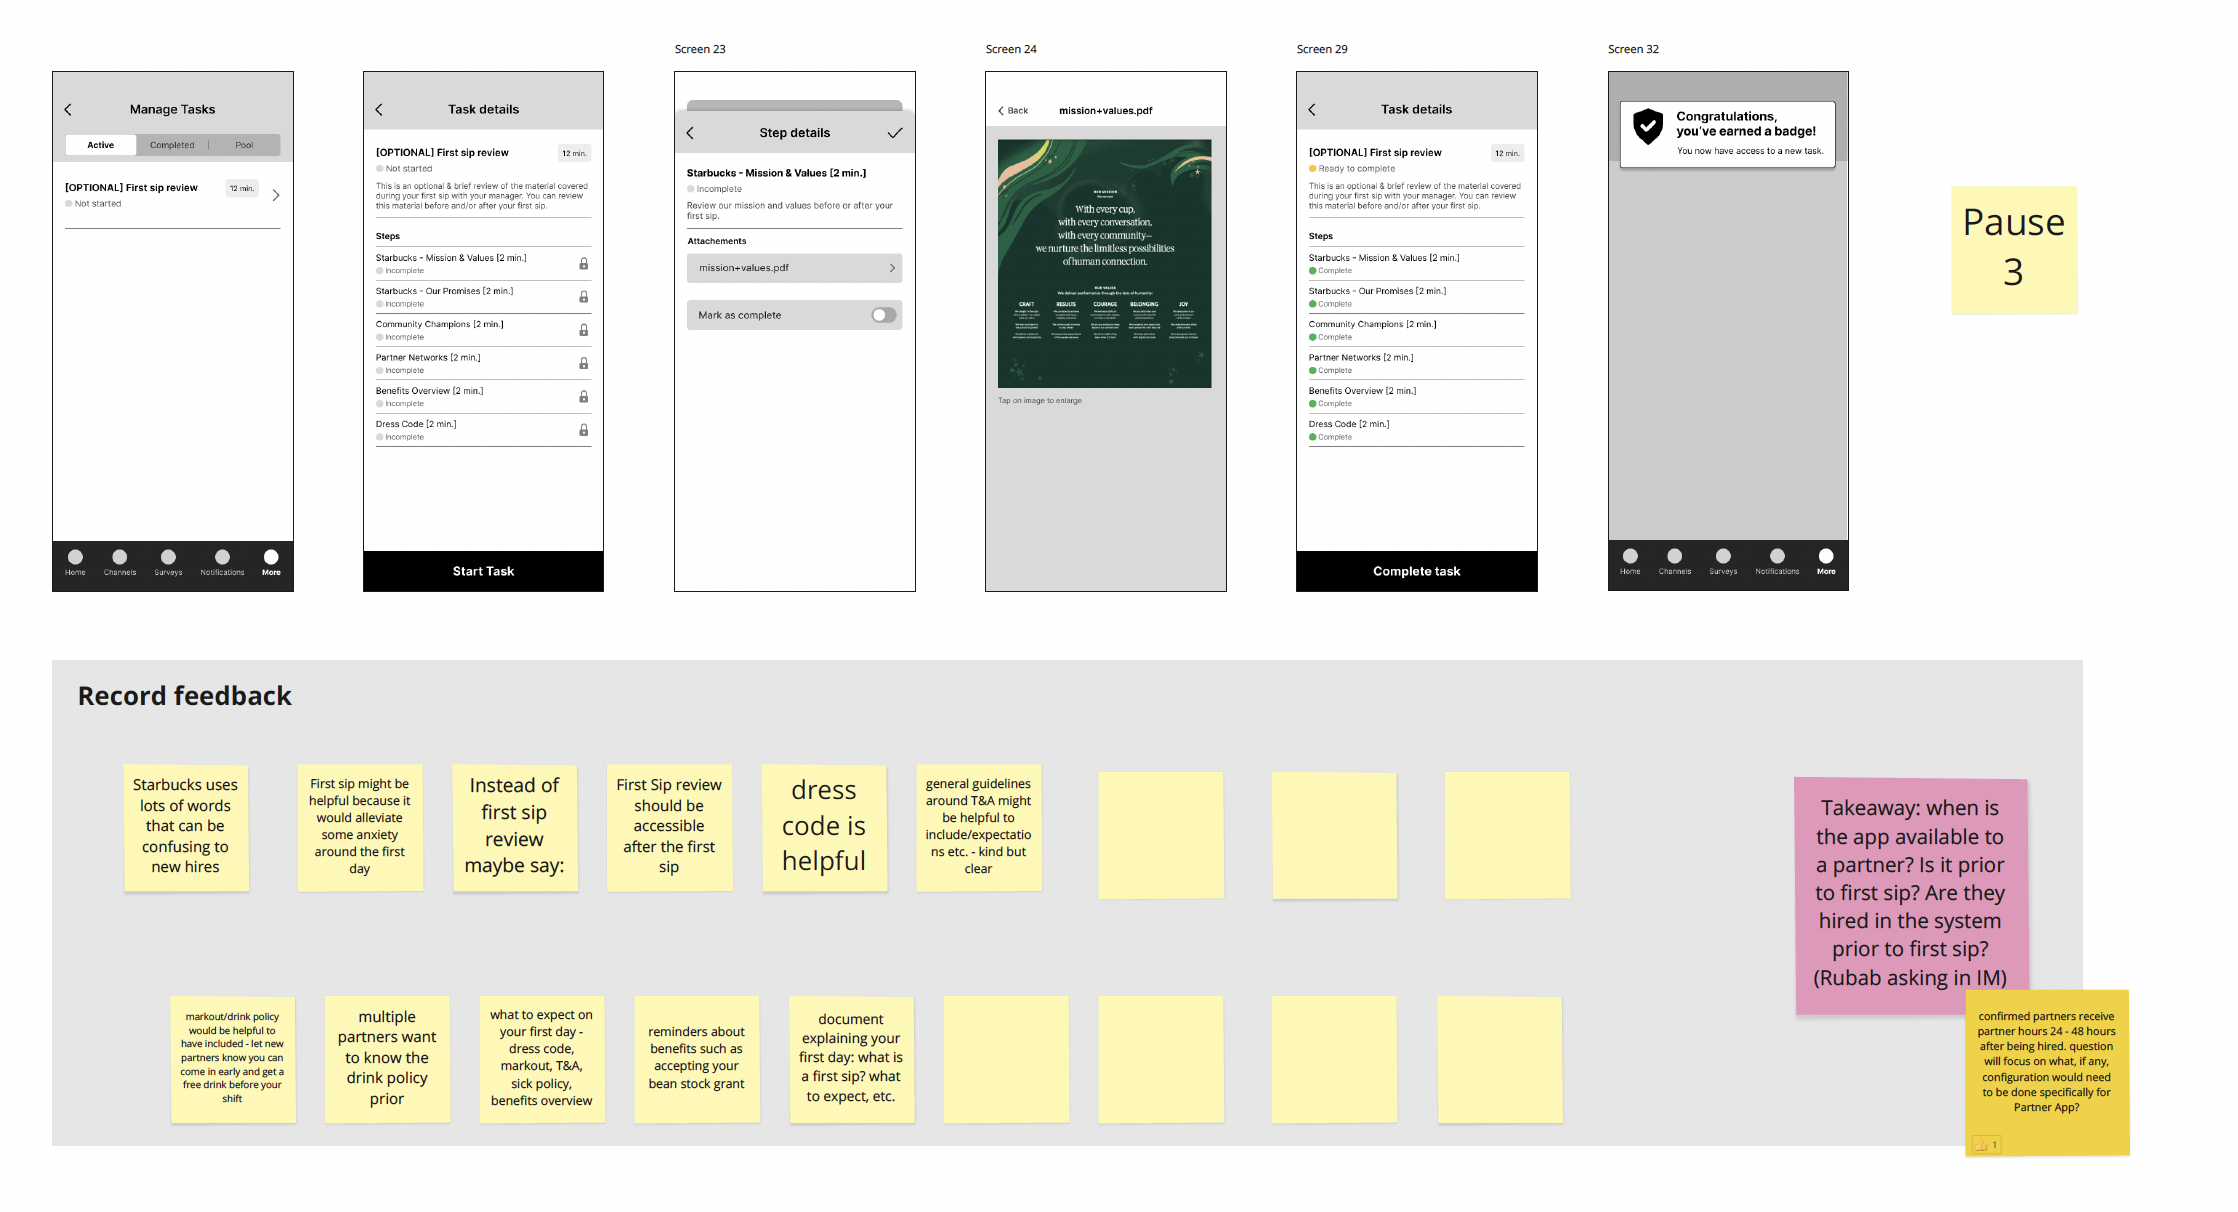 Screen 23
Screen 24
Screen 29
Screen 32
Manage Tasks
Active
Completed
Pool
[OPTIONAL] First sip review
12 min.
Not started
Home
Channels
Surveys
Notifications
More
Task details
[OPTIONAL] First sip review
12 min.
Not started
This is an optional & brief review of the material covered
during your first sip with your manager. You can review
this material before and/or after your first sip.
Steps
Starbucks - Mission & Values [2 min.]
Incomplete
Starbucks - Our Promises [2 min.]
Incomplete
Community Champions [2 min.]
Incomplete
Partner Networks [2 min.]
Incomplete
Benefits Overview [2 min.]
Incomplete
Dress Code [2 min.]
Incomplete
Start Task
Step details
Starbucks - Mission & Values [2 min.]
Incomplete
Review our mission and values before or after your
first sip.
Attachements
mission+values.pdf
Mark as complete
Back
mission+values.pdf
OUR MISSION
With every cup,
with every conversation,
with every community—
we nurture the limitless possibilities
of human connection.
OUR VALUES
We deliver performance through the lens of humanity:
CRAFT
RESULTS
COURAGE
BELONGING
JOY
Tap on image to enlarge
Task details
[OPTIONAL] First sip review
12 min.
Ready to complete
This is an optional & brief review of the material covered
during your first sip with your manager. You can review
this material before and/or after your first sip.
Steps
Starbucks - Mission & Values [2 min.]
Complete
Starbucks - Our Promises [2 min.]
Complete
Community Champions [2 min.]
Complete
Partner Networks [2 min.]
Complete
Benefits Overview [2 min.]
Complete
Dress Code [2 min.]
Complete
Complete task
Congratulations,
you've earned a badge!
You now have access to a new task.
Home
Channels
Surveys
Notifications
More
Pause
3
Record feedback
Starbucks uses
lots of words
that can be
confusing to
new hires
First sip might be
helpful because it
would alleviate
some anxiety
around the first
day
Instead of
first sip
review
maybe say:
First Sip review
should be
accessible
after the first
sip
dress
code is
helpful
general guidelines
around T&A might
be helpful to
include/expectatio
ns etc. - kind but
clear
Takeaway: when is
the app available to
a partner? Is it prior
to first sip? Are they
hired in the system
prior to first sip?
(Rubab asking in IM)
markout/drink policy
would be helpful to
have included - let new
partners know you can
come in early and get a
free drink before your
shift
multiple
partners want
to know the
drink policy
prior
what to expect on
your first day -
dress code,
markout, T&A,
sick policy,
benefits overview
reminders about
benefits such as
accepting your
bean stock grant
document
explaining your
first day: what is
a first sip? what
to expect, etc.
confirmed partners receive
partner hours 24 - 48 hours
after being hired. question
will focus on what, if any,
configuration would need
to be done specifically for
Partner App?
1